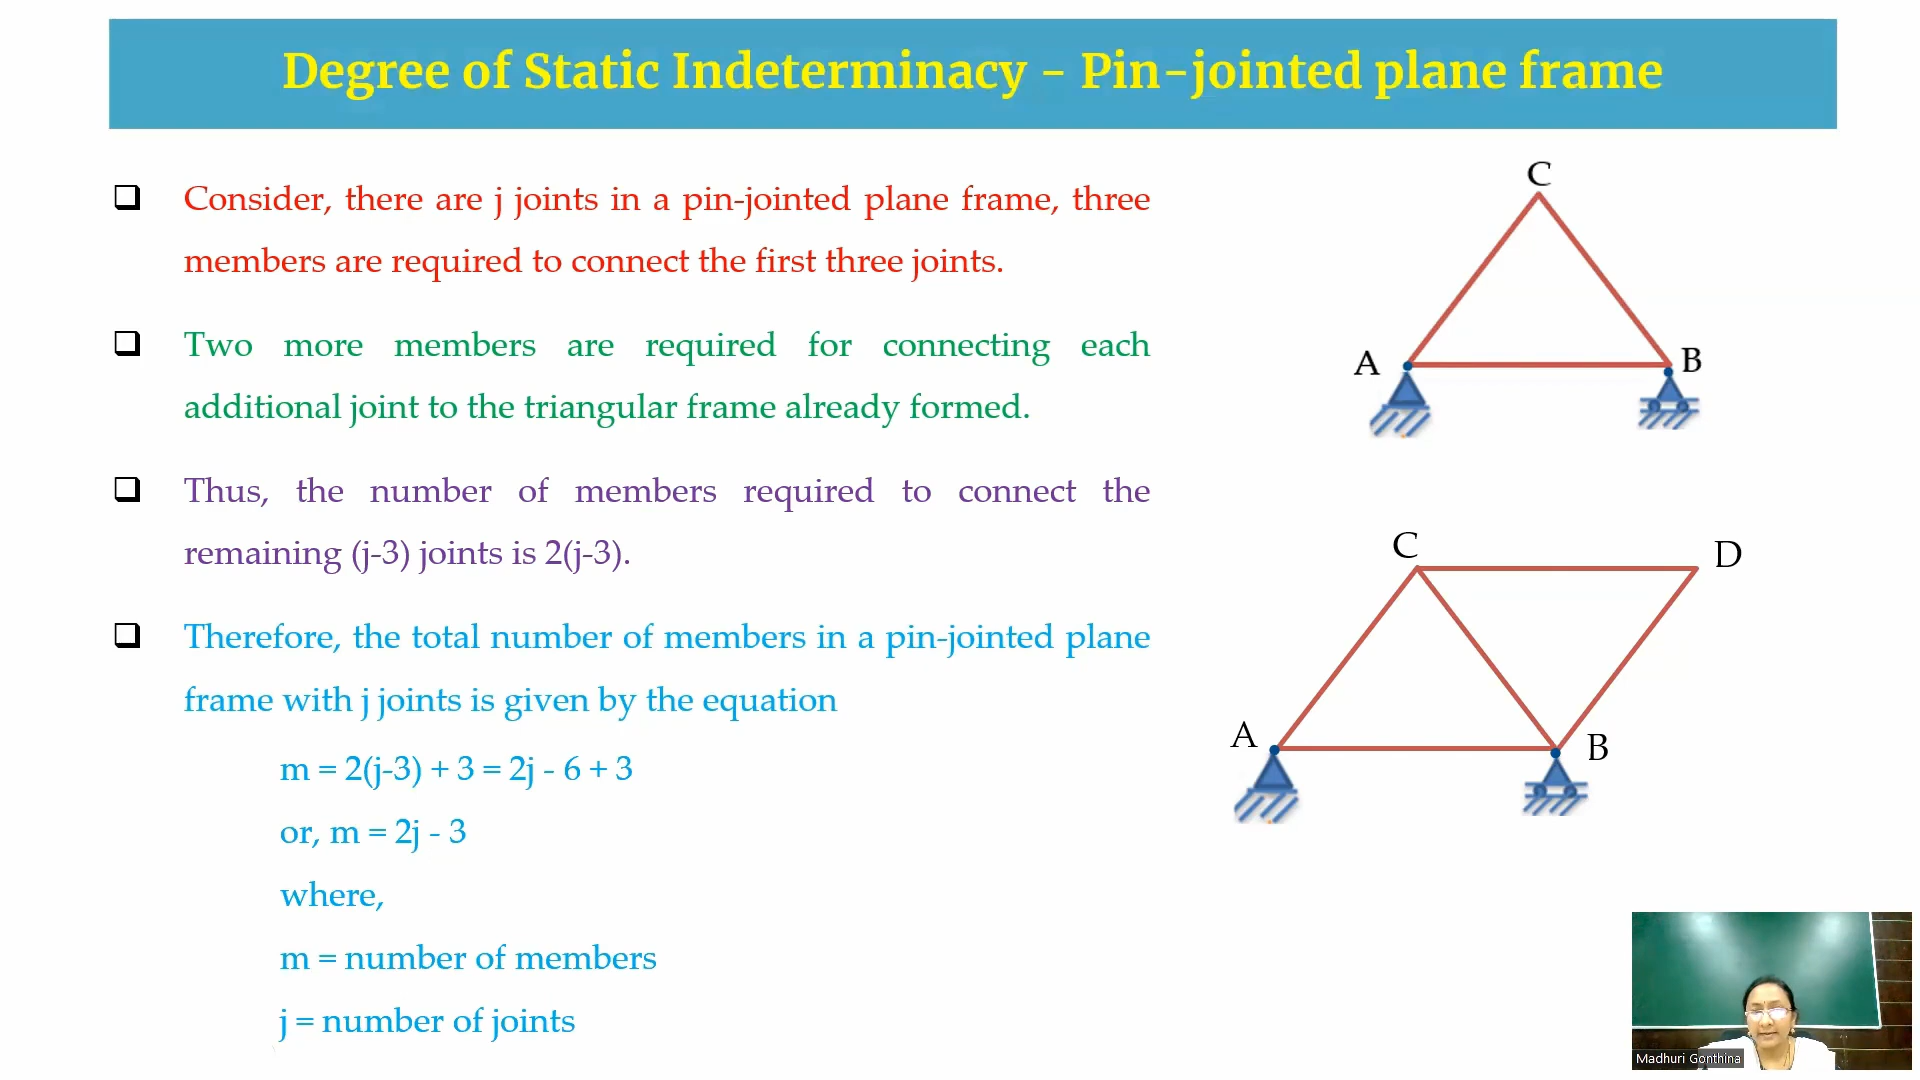 Degree of Static Indeterminacy - Pin-jointed plane frame
Consider, there are j joints in a pin-jointed plane frame, three
members are required to connect the first three joints.
Two more members are required for connecting each
additional joint to the triangular frame already formed.
Thus, the number of members required to connect the
remaining (j-3) joints is 2(j-3).
Therefore, the total number of members in a pin-jointed plane
frame with j joints is given by the equation
m = 2(j-3) + 3 = 2j - 6 + 3
or, m = 2j - 3
where,
m = number of members
j = number of joints
C
A
B
C
D
A
B
Madhuri Gonthina